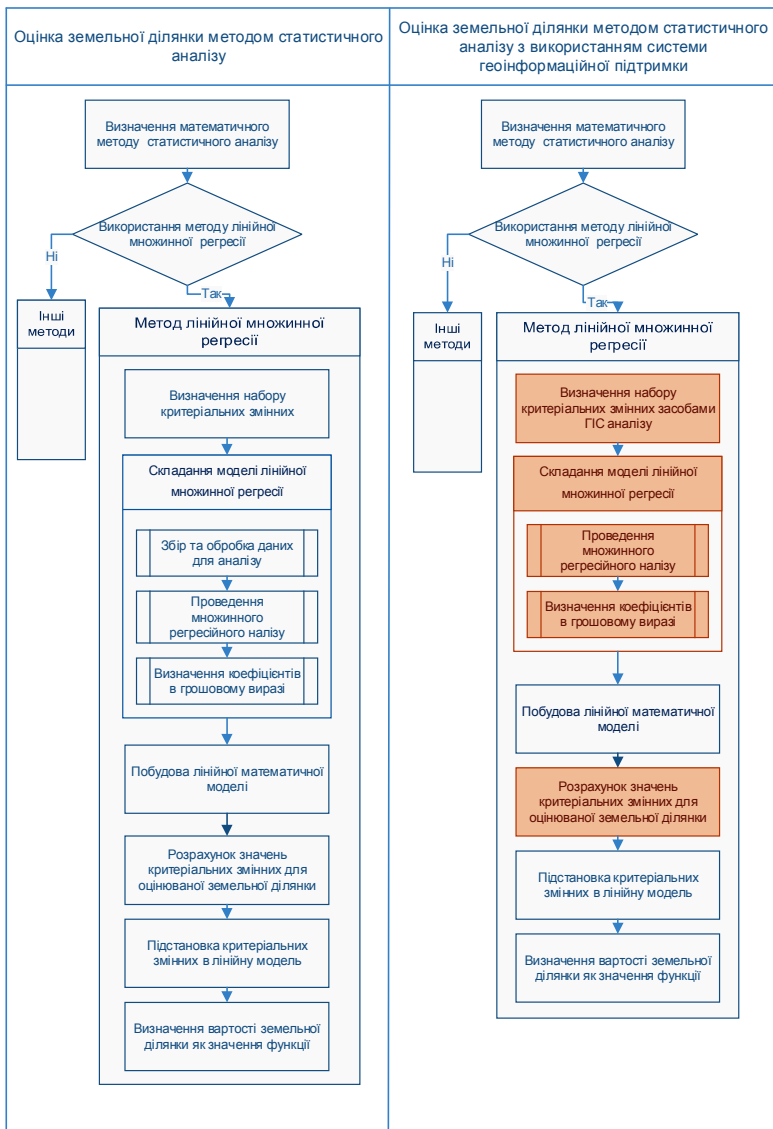 Оцінка земельної ділянки методом статистичного
аналізу
Визначення математичного
методу статистичного аналізу
Використання методу лінійної
множинної регресії
Ні
Так
Інші
методи
Метод лінійної множинної
регресії
Визначення набору
критеріальних змінних
Складання моделі лінійної
множинної регресії
Збір та обробка даних
для аналізу
Проведення
множинного
регресійного налізу
Визначення коефіцієнтів
в грошовому виразі
Побудова лінійної математичної
моделі
Розрахунок значень
критеріальних змінних для
оцінюваної земельної ділянки
Підстановка критеріальних
змінних в лінійну модель
Визначення вартості земельної
ділянки як значення функції
Оцінка земельної ділянки методом статистичного
аналізу з використанням системи
геоінформаційної підтримки
Визначення математичного
методу статистичного аналізу
Використання методу лінійної
множинної регресії
Ні
Так
Інші
методи
Метод лінійної множинної
регресії
Визначення набору
критеріальних змінних засобами
ГІС аналізу
Складання моделі лінійної
множинної регресії
Проведення
множинного
регресійного налізу
Визначення коефіцієнтів
в грошовому виразі
Побудова лінійної математичної
моделі
Розрахунок значень
критеріальних змінних для
оцінюваної земельної ділянки
Підстановка критеріальних
змінних в лінійну модель
Визначення вартості земельної
ділянки як значення функції